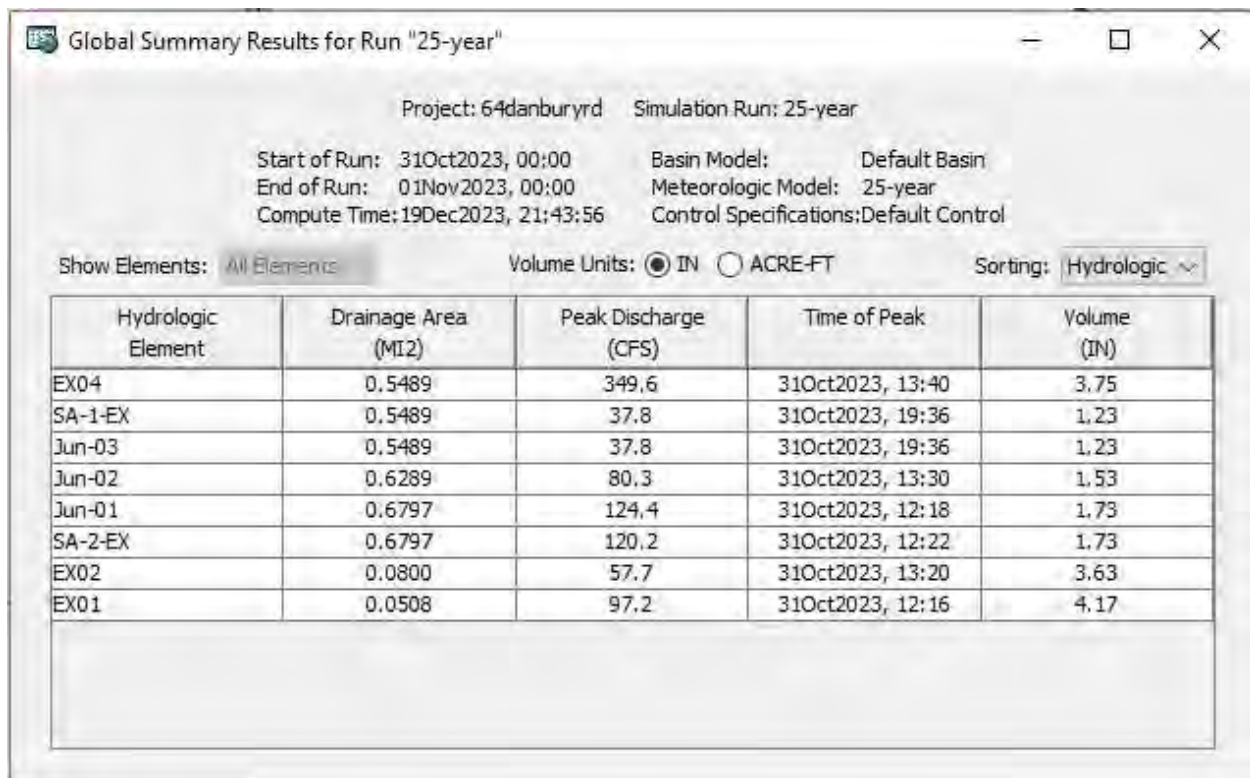 Global Summary Results for Run "25-year"
Project: 64danburyrd Simulation Run: 25-year
Start of Run: 31Oct2023, 00:00 Basin Model: Default Basin
End of Run: 01Nov2023, 00:00 Meteorologic Model: 25-year
Compute Time:19Dec2023, 21:43:56 Control Specifications:Default Control
Show Elements: All Elements Volume Units: IN ACRE-FT Sorting: Hydrologic
Hydrologic Element Drainage Area (MI2) Peak Discharge (CFS) Time of Peak Volume (IN)
EX04 0.5489 349.6 31Oct2023, 13:40 3.75
SA-1-EX 0.5489 37.8 31Oct2023, 19:36 1.23
Jun-03 0.5489 37.8 31Oct2023, 19:36 1.23
Jun-02 0.6289 80.3 31Oct2023, 13:30 1.53
Jun-01 0.6797 124.4 31Oct2023, 12:18 1.73
SA-2-EX 0.6797 120.2 31Oct2023, 12:22 1.73
EX02 0.0800 57.7 31Oct2023, 13:20 3.63
EX01 0.0508 97.2 31Oct2023, 12:16 4.17